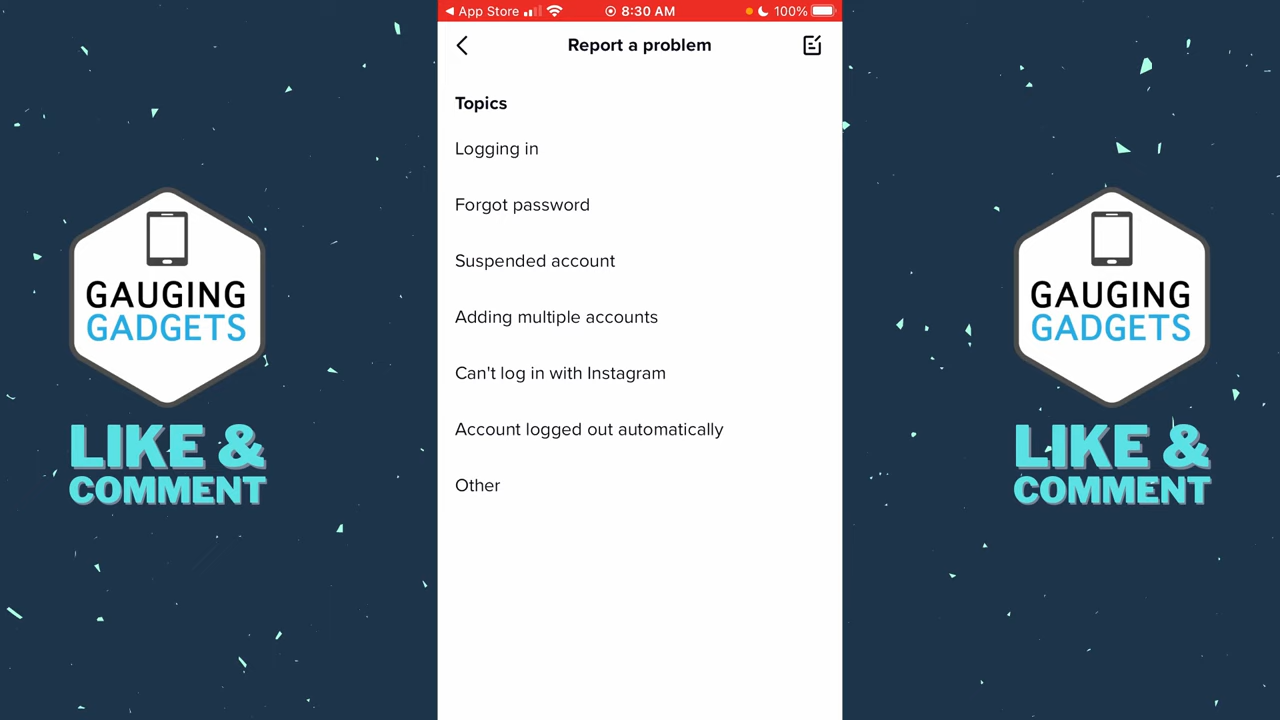 App Store
8:30 AM
100%
Report a problem
Topics
Logging in
Forgot password
Suspended account
Adding multiple accounts
Can't log in with Instagram
Account logged out automatically
Other
GAUGING
GADGETS
LIKE &
COMMENT
GAUGING
GADGETS
LIKE &
COMMENT